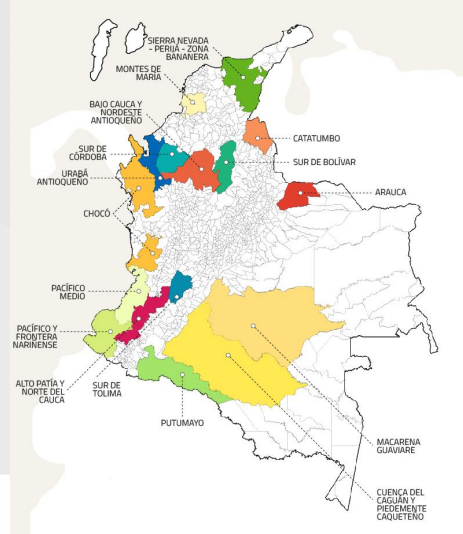 SIERRA NEVADA
- PERIJÁ - ZONA
BANANERA
MONTES DE
MARÍA
BAJO CAUCA Y
NORDESTE
ANTIOQUEÑO
CATATUMBO
SUR DE
CÓRDOBA
SUR DE BOLÍVAR
URABÁ
ANTIOQUEÑO
ARAUCA
CHOCÓ
PACÍFICO
MEDIO
PACÍFICO Y
FRONTERA
NARIÑENSE
ALTO PATÍA Y
NORTE DEL
CAUCA
SUR DE
TOLIMA
PUTUMAYO
MACARENA
GUAVIARE
CUENCA DEL
CAGUÁN Y
PIEDEMONTE
CAQUETEÑO